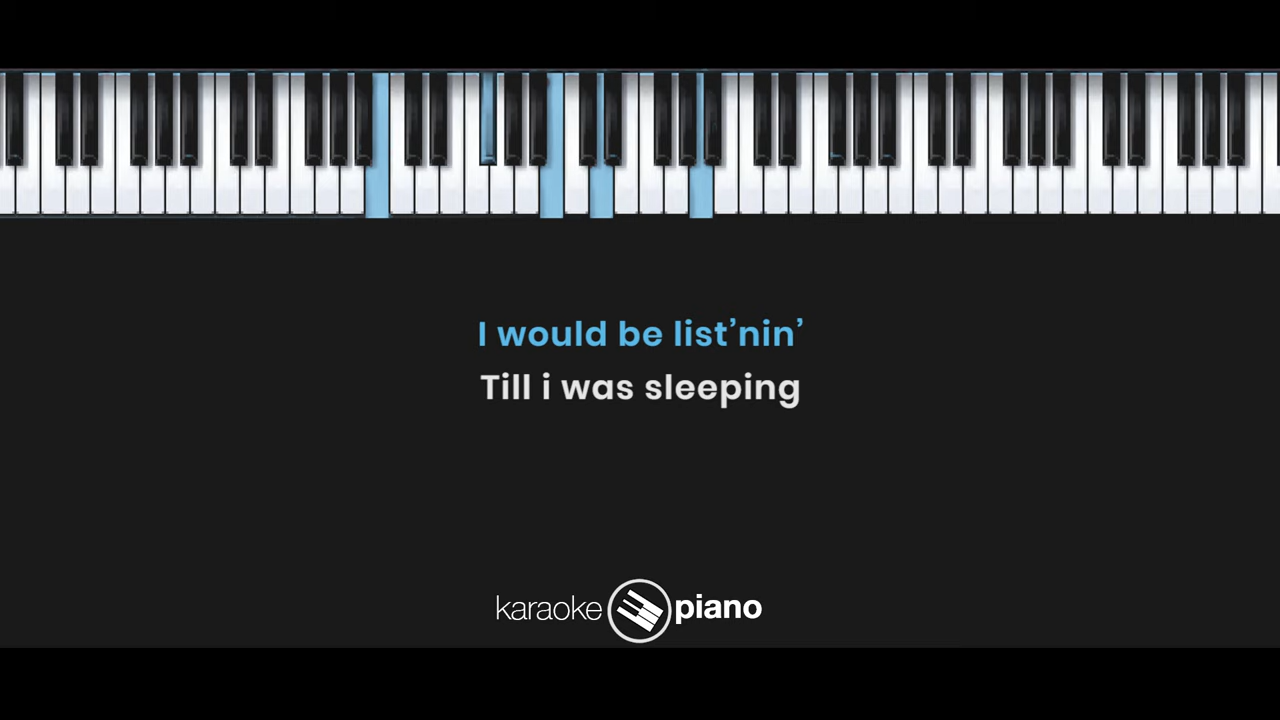 I would be list’nin’
Till i was sleeping
karaoke piano